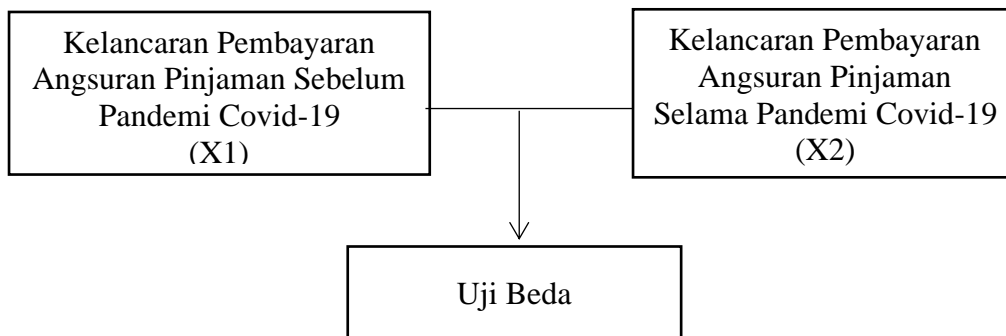 Kelancaran Pembayaran
Angsuran Pinjaman Sebelum
Pandemi Covid-19
(X1)
Kelancaran Pembayaran
Angsuran Pinjaman
Selama Pandemi Covid-19
(X2)
Uji Beda